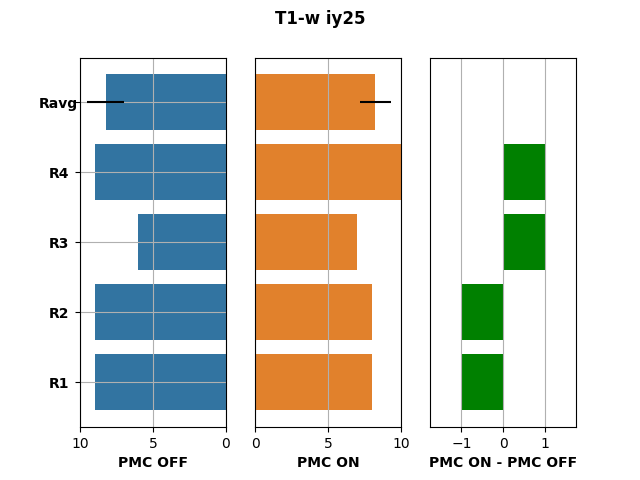 T1-w iy25
Ravg
R4
R3
R2
R1
10 5 0
0 5 10
−1 0 1
PMC OFF
PMC ON
PMC ON - PMC OFF